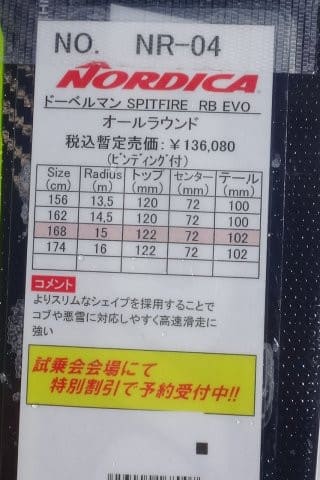 NO. NR-04
NORDICA
ドーベルマン SPITFIRE RB EVO
オールラウンド
税込暫定売価:¥136,080
(ビンディング付)
Size (cm) Radius (m) トップ (mm) センター (mm) テール (mm)
156 13,5 120 72 100
162 14,5 120 72 100
168 15 122 72 102
174 16 122 72 102
コメント
よりスリムなシェイプを採用することで
コブや悪雪に対応しやすく高速滑走に
強い
試乗会会場にて
特別割引で予約受付中!!